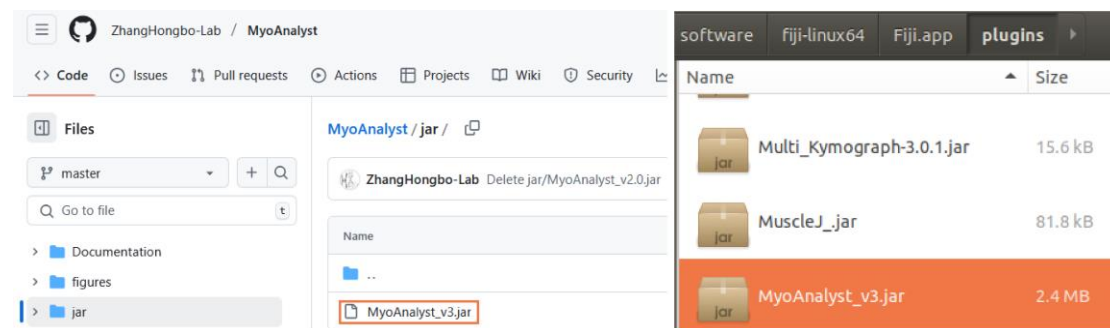 ZhangHongbo-Lab / MyoAnalyst
<> Code Issues Pull requests Actions Projects Wiki Security
Files
master
Go to file t
Documentation
figures
jar
MyoAnalyst / jar /
ZhangHongbo-Lab Delete jar/MyoAnalyst_v2.0.jar
Name
..
MyoAnalyst_v3.jar
software fiji-linux64 Fiji.app plugins
Name Size
jar Multi_Kymograph-3.0.1.jar 15.6 kB
jar MuscleJ_.jar 81.8 kB
jar MyoAnalyst_v3.jar 2.4 MB